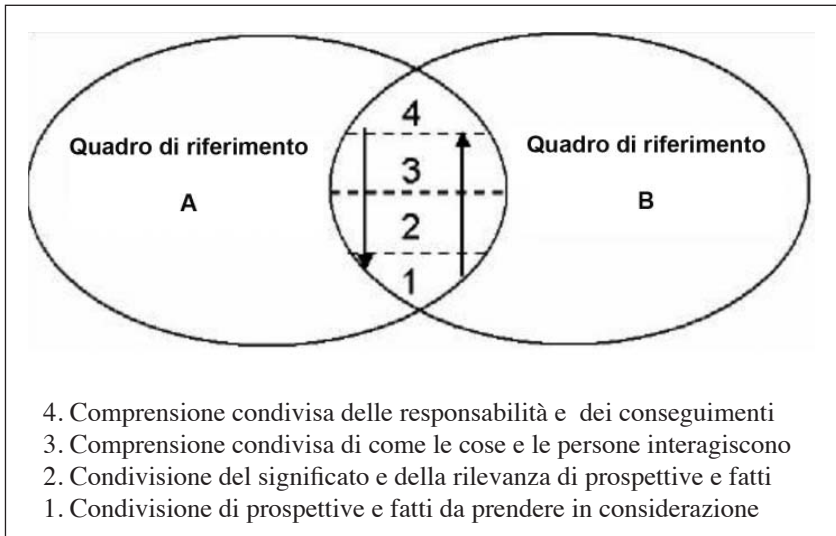 Quadro di riferimento
A
Quadro di riferimento
B
4
3
2
1
4. Comprensione condivisa delle responsabilità e dei conseguimenti
3. Comprensione condivisa di come le cose e le persone interagiscono
2. Condivisione del significato e della rilevanza di prospettive e fatti
1. Condivisione di prospettive e fatti da prendere in considerazione